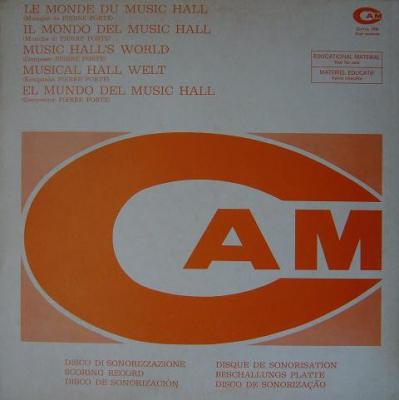 LE MONDE DU MUSIC HALL
(Musique de PIERRE PORTE)
IL MONDO DEL MUSIC HALL
(Musiche di PIERRE PORTE)
MUSIC HALL'S WORLD
(Composer PIERRE PORTE)
MUSICAL HALL WELT
(Komponist PIERRE PORTE)
EL MUNDO DEL MUSIC HALL
(Compositor PIERRE PORTE)
CAM
EDUCATIONAL MATERIAL
Not for sale
MATERIEL EDUCATIF
CAM
DISCO DI SONORIZZAZIONE
SCORING RECORD
DISCO DE SONORIZACIÓN
DISQUE DE SONORISATION
BESCHALLUNGS PLATTE
DISCO DE SONORIZAÇÃO